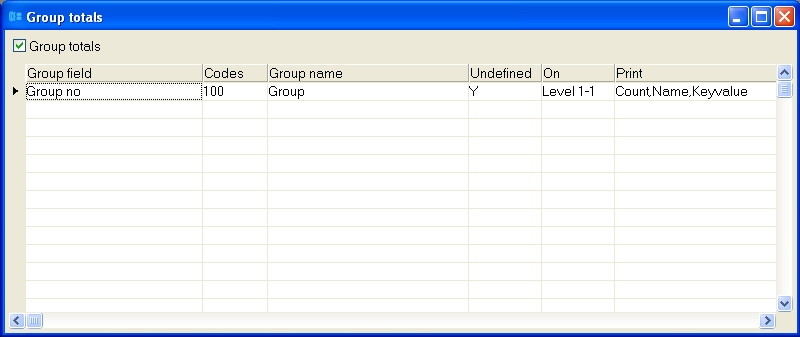 Group totals
Group totals
Group field Codes Group name Undefined On Print
Group no 100 Group Y Level 1-1 Count,Name,Keyvalue